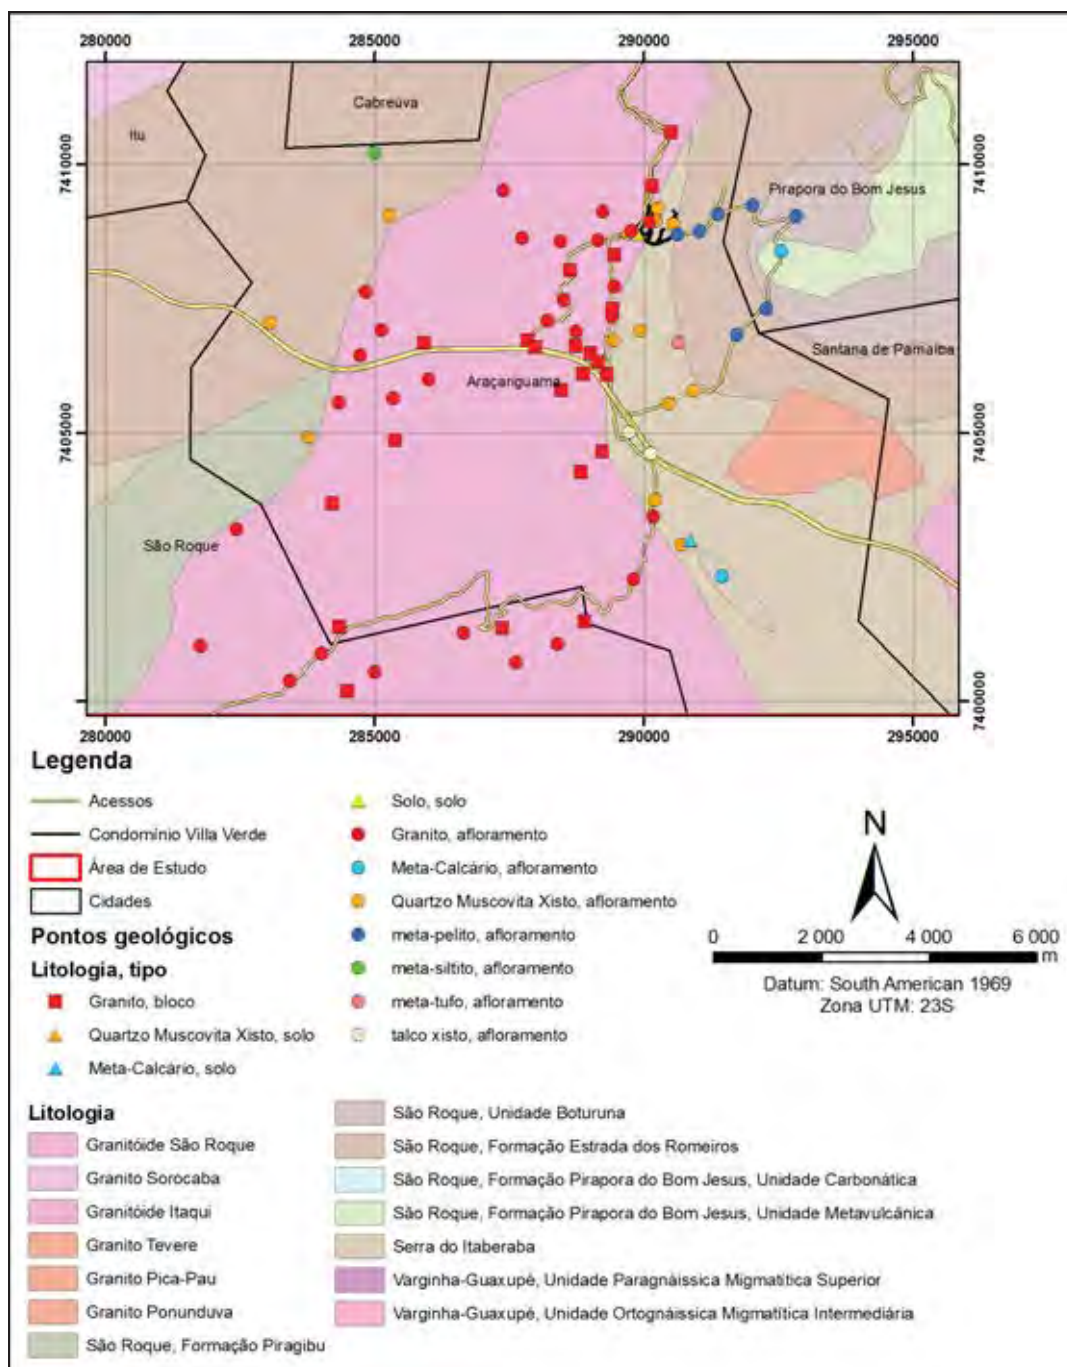 280000
285000
290000
295000
Cabreúva
Itu
7410000
7410000
Pirapora do Bom Jesus
Santana de Parnaíba
Araçariguama
7405000
7405000
São Roque
7400000
280000
285000
290000
295000
Legenda
Acessos
Condomínio Villa Verde
Área de Estudo
Cidades
Pontos geológicos
Litologia, tipo
Granito, bloco
Quartzo Muscovita Xisto, solo
Meta-Calcário, solo
Solo, solo
Granito, afloramento
Meta-Calcário, afloramento
Quartzo Muscovita Xisto, afloramento
meta-pelito, afloramento
meta-siltito, afloramento
meta-tufo, afloramento
talco xisto, afloramento
N
0 2 000 4 000 6 000
m
Datum: South American 1969
Zona UTM: 23S
Litologia
Granitóide São Roque
Granito Sorocaba
Granitóide Itaqui
Granito Tevere
Granito Pica-Pau
Granito Ponunduva
São Roque, Formação Piragibu
São Roque, Unidade Boturuna
São Roque, Formação Estrada dos Romeiros
São Roque, Formação Pirapora do Bom Jesus, Unidade Carbonática
São Roque, Formação Pirapora do Bom Jesus, Unidade Metavulcânica
Serra do Itaberaba
Varginha-Guaxupé, Unidade Paragnáissica Migmatítica Superior
Varginha-Guaxupé, Unidade Ortognáissica Migmatítica Intermediária